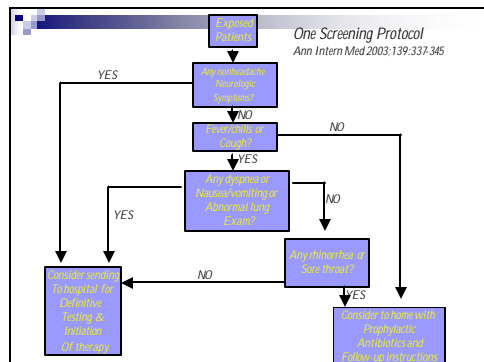 One Screening Protocol
Ann Intern Med 2003;139:337-345
Exposed
Patients
YES
Any nonheadache
Neurologic
Symptoms?
NO
Fever/chills or
Cough?
NO
YES
Any dyspnea or
Nausea/vomiting or
Abnormal lung
Exam?
YES
NO
Any rhinorrhea or
Sore throat?
NO
YES
Consider sending
To hospital for
Definitive
Testing &
Initiation
Of therapy
Consider to home with
Prophylactic
Antibiotics and
Follow-up instructions